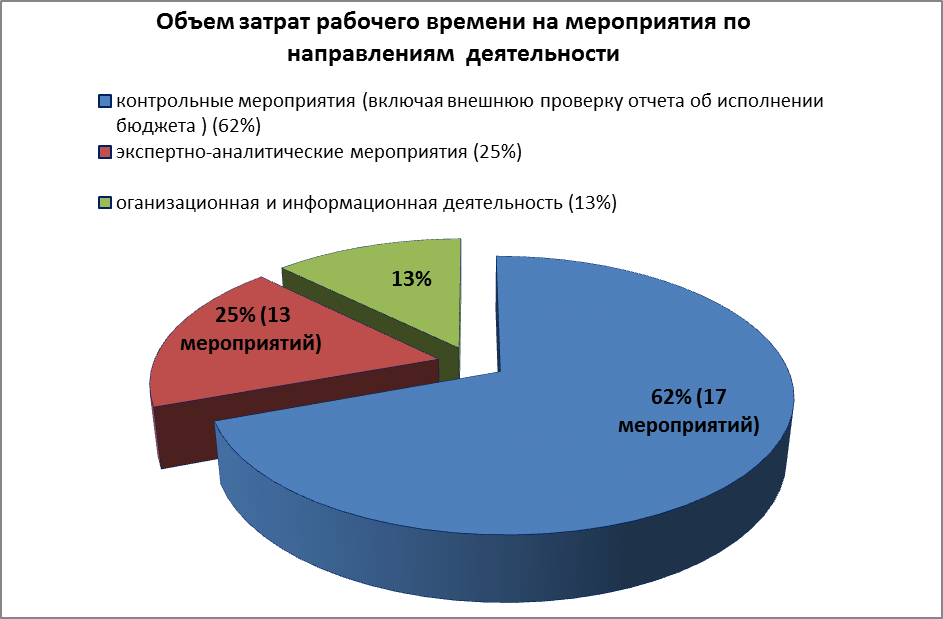 Объем затрат рабочего времени на мероприятия по
направлениям деятельности
контрольные мероприятия (включая внешнюю проверку отчета об исполнении
бюджета ) (62%)
экспертно-аналитические мероприятия (25%)
оганизационная и информационная деятельность (13%)
13%
25% (13
мероприятий)
62% (17
мероприятий)